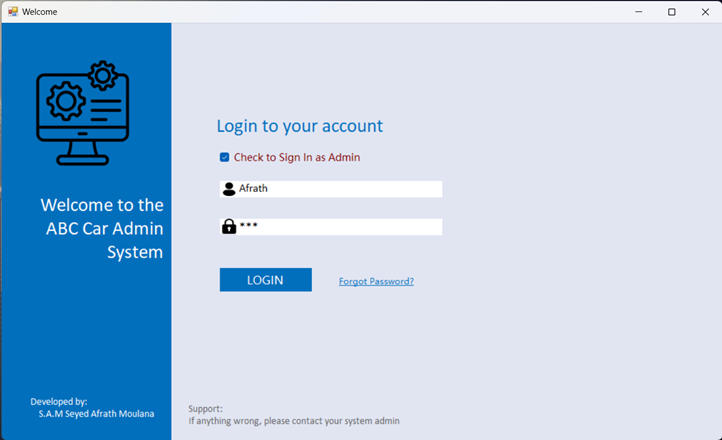 Welcome
Welcome to the
ABC Car Admin
System
Developed by:
S.A.M Seyed Afrath Moulana
Login to your account
Check to Sign In as Admin
Afrath
***
LOGIN
Forgot Password?
Support:
If anything wrong, please contact your system admin